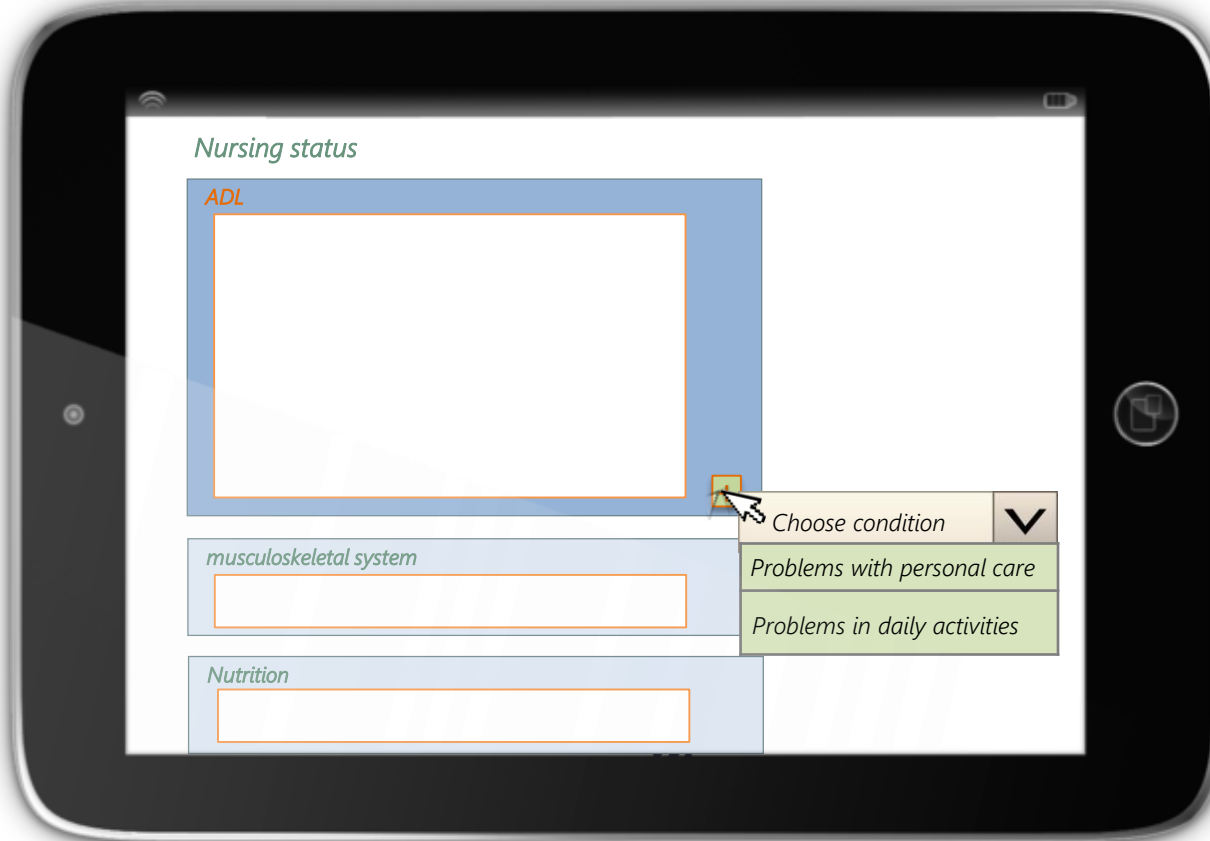 Nursing status
ADL
Choose condition
musculoskeletal system
Problems with personal care
Problems in daily activities
Nutrition